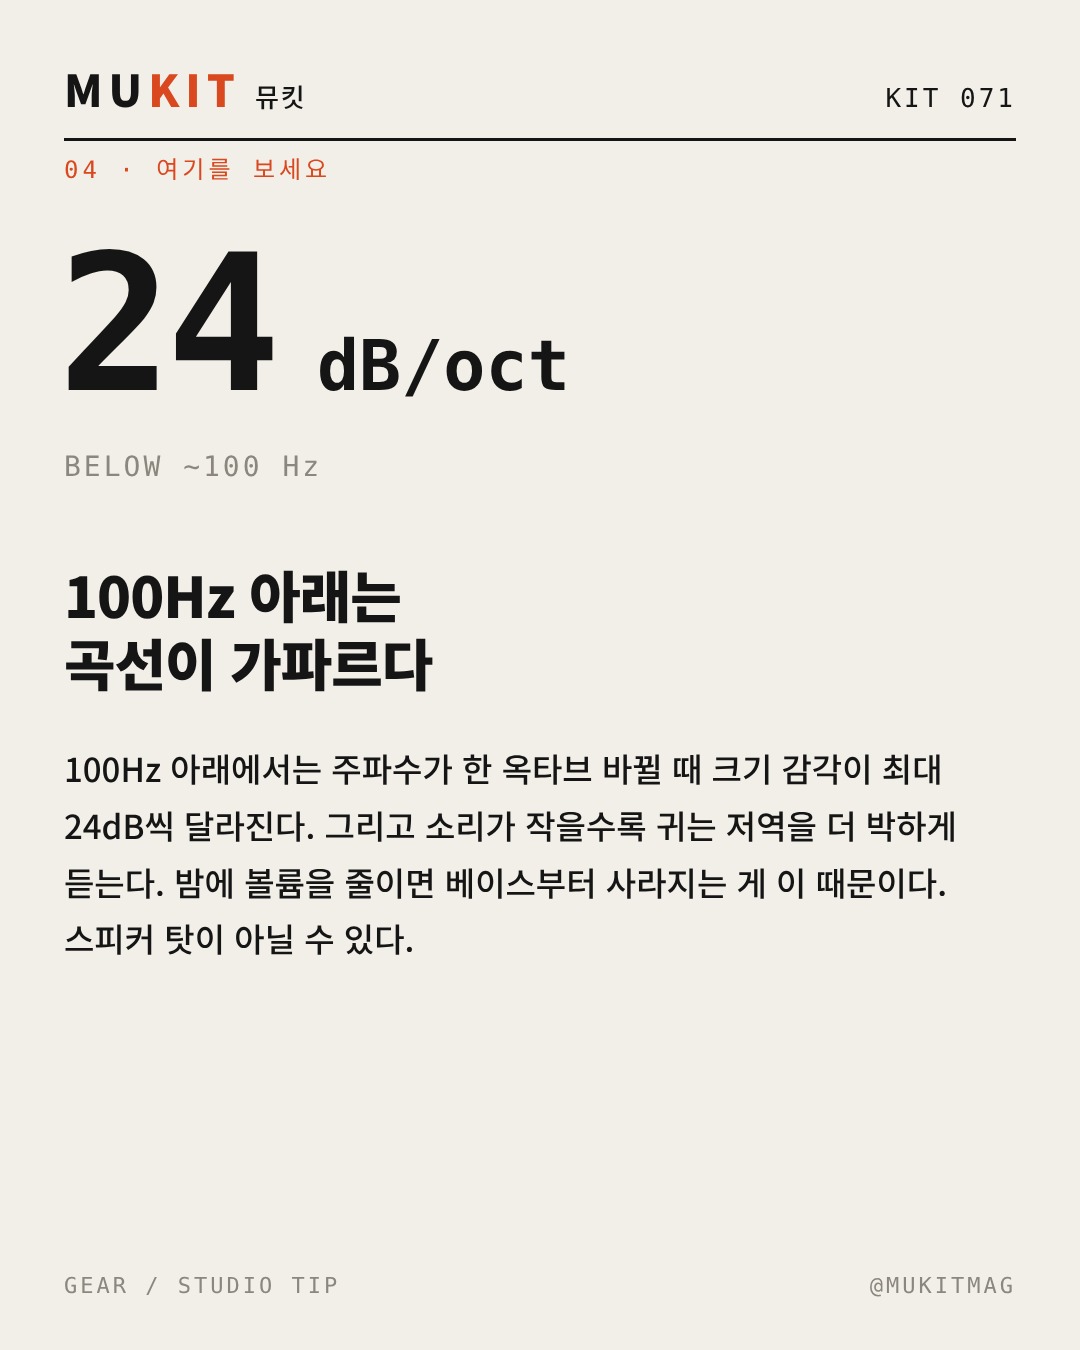 MUKIT 뮤킷
KIT 071
04 · 여기를 보세요
24 dB/oct
BELOW ~100 Hz
100Hz 아래는
곡선이 가파르다
100Hz 아래에서는 주파수가 한 옥타브 바뀔 때 크기 감각이 최대
24dB씩 달라진다. 그리고 소리가 작을수록 귀는 저역을 더 박하게
듣는다. 밤에 볼륨을 줄이면 베이스부터 사라지는 게 이 때문이다.
스피커 탓이 아닐 수 있다.
GEAR / STUDIO TIP
@MUKITMAG